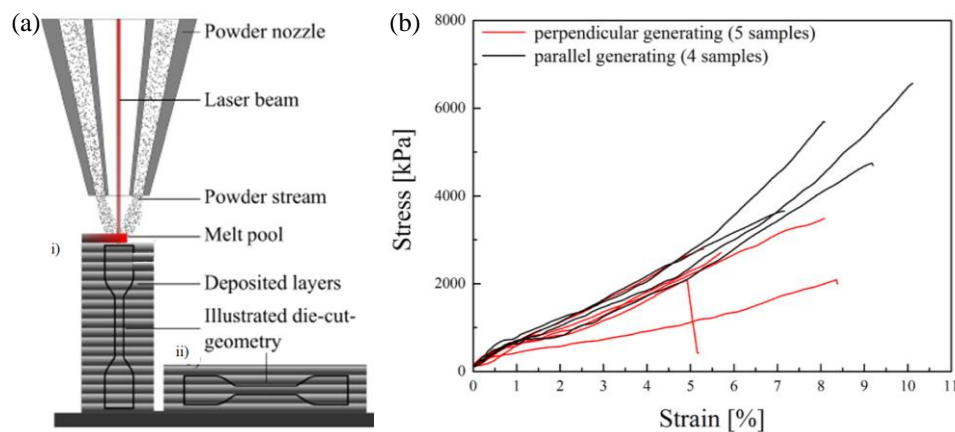 (a)
Powder nozzle
Laser beam
Powder stream
Melt pool
i)
Deposited layers
Illustrated die-cut-
geometry
ii)
(b)
perpendicular generating (5 samples)
parallel generating (4 samples)
Stress [kPa]
8000
6000
4000
2000
0
0 1 2 3 4 5 6 7 8 9 10 11
Strain [%]